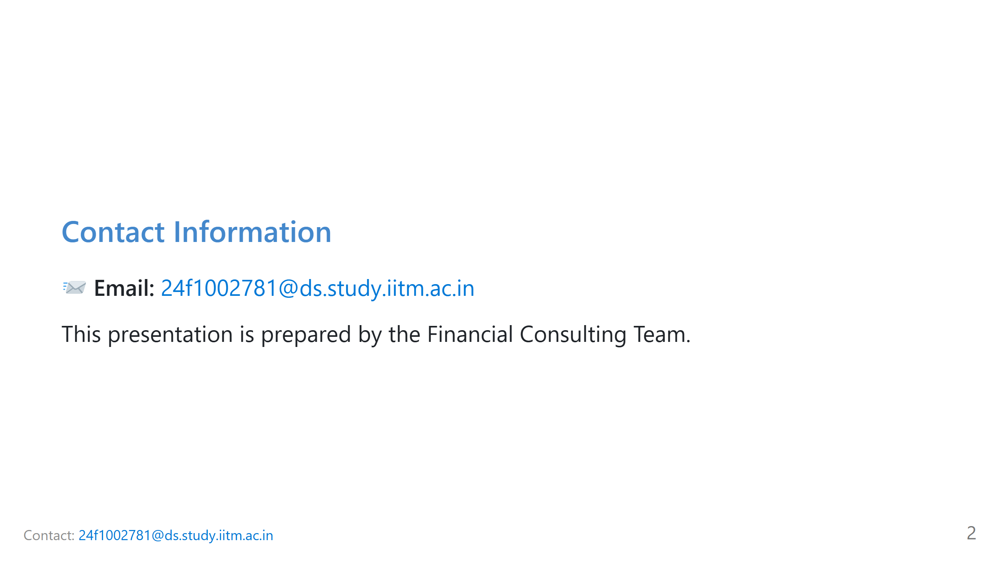 Contact Information
📨 Email: 24f1002781@ds.study.iitm.ac.in
This presentation is prepared by the Financial Consulting Team.
Contact: 24f1002781@ds.study.iitm.ac.in
2